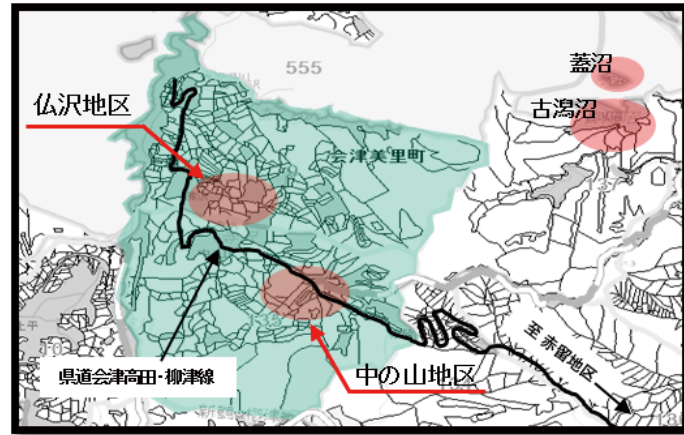 555
蓋沼
古潟沼
仏沢地区
会津美里町
県道会津高田・柳津線
中の山地区
至 赤留地区